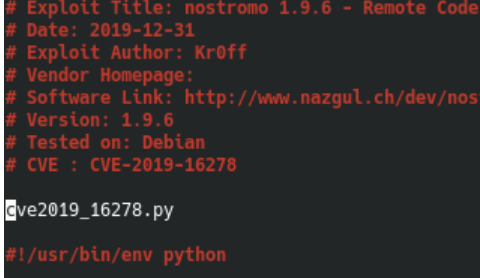 # Exploit Title: nostromo 1.9.6 - Remote Code
# Date: 2019-12-31
# Exploit Author: Kr0ff
# Vendor Homepage:
# Software Link: http://www.nazgul.ch/dev/nos
# Version: 1.9.6
# Tested on: Debian
# CVE : CVE-2019-16278
cve2019_16278.py
#!/usr/bin/env python